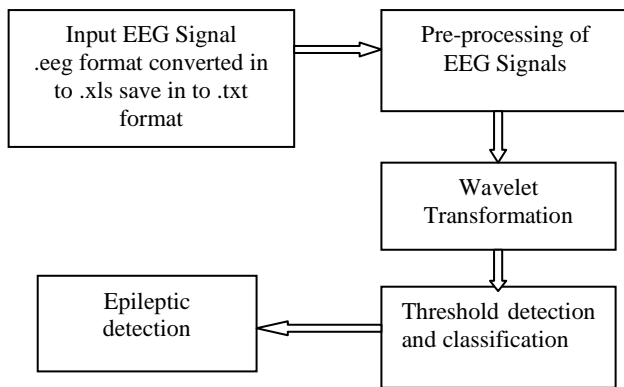 Input EEG Signal
.eeg format converted in
to .xls save in to .txt
format
Pre-processing of
EEG Signals
Wavelet
Transformation
Threshold detection
and classification
Epileptic
detection